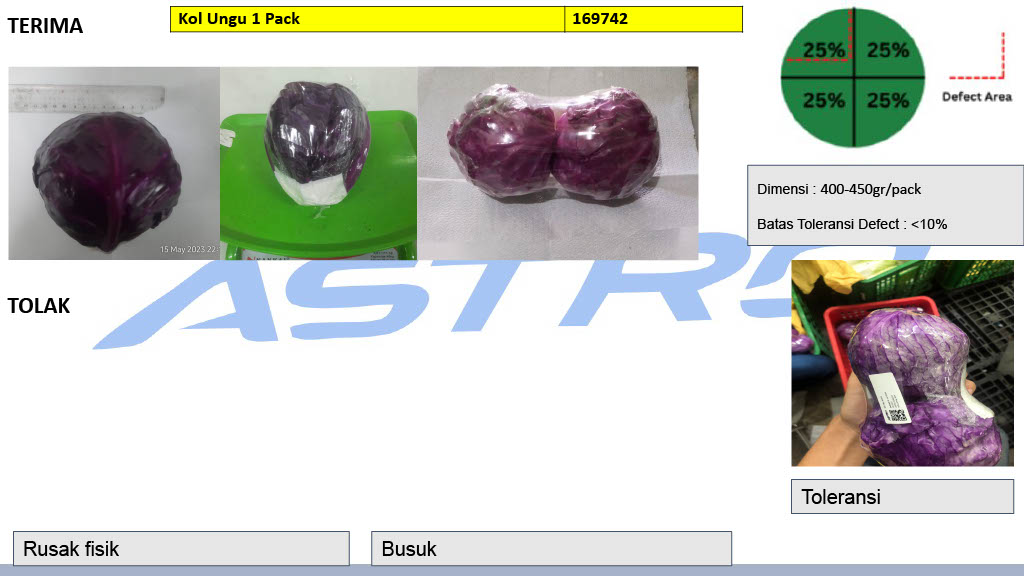 TERIMA
Kol Ungu 1 Pack
169742
25%
25%
25%
25%
Defect Area
15 May 2023 22
Dimensi : 400-450gr/pack
Batas Toleransi Defect : <10%
ASTRO
TOLAK
Toleransi
Rusak fisik
Busuk